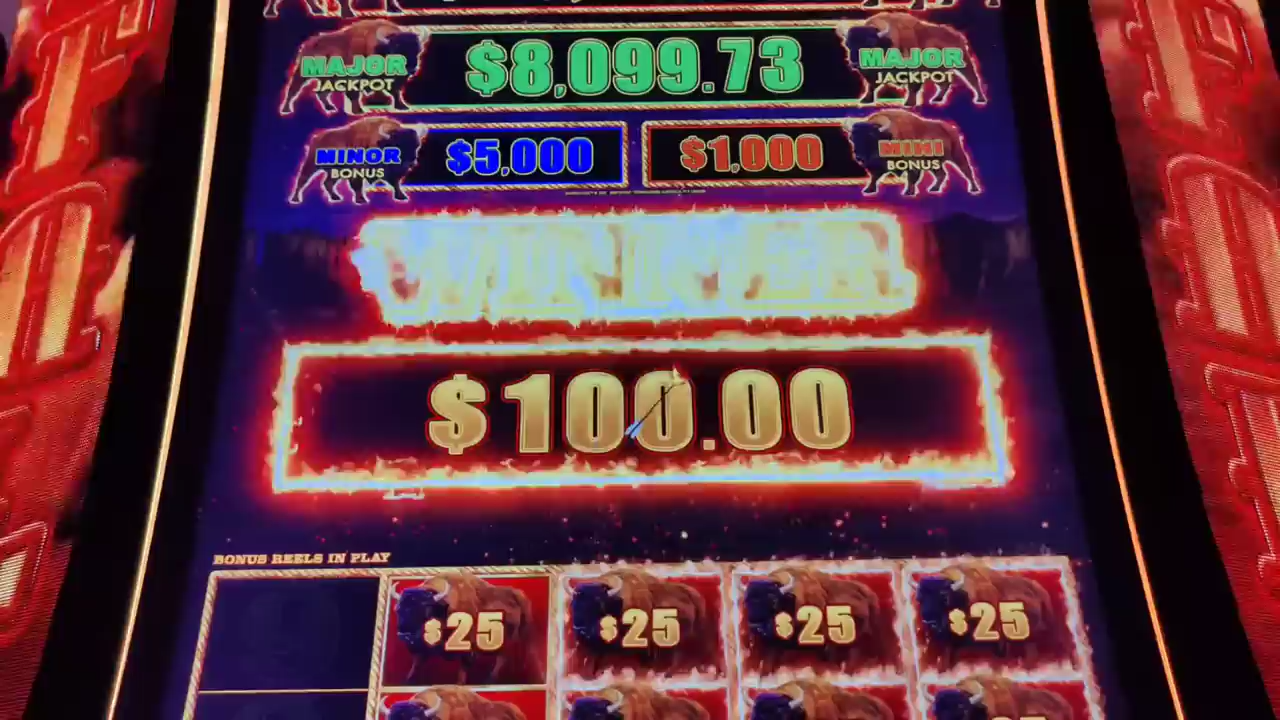 MAJOR JACKPOT $8,099.73 MAJOR JACKPOT
MINOR BONUS $5,000 $1,000 MINI BONUS
WINNER
$100.00
BONUS REELS IN PLAY
$25 $25 $25 $25